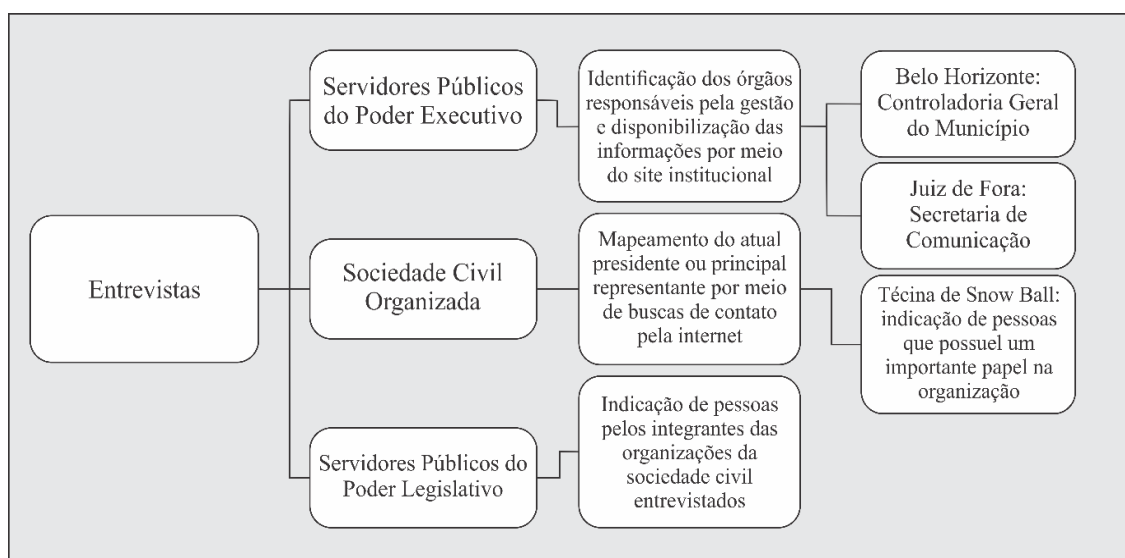 Entrevistas
Servidores Públicos
do Poder Executivo
Identificação dos órgãos
responsáveis pela gestão
e disponibilização das
informações por meio
do site institucional
Belo Horizonte:
Controladoria Geral
do Município
Juiz de Fora:
Secretaria de
Comunicação
Sociedade Civil
Organizada
Mapeamento do atual
presidente ou principal
representante por meio
de buscas de contato
pela internet
Técina de Snow Ball:
indicação de pessoas
que possuel um
importante papel na
organização
Servidores Públicos do
Poder Legislativo
Indicação de pessoas
pelos integrantes das
organizações da
sociedade civil
entrevistados